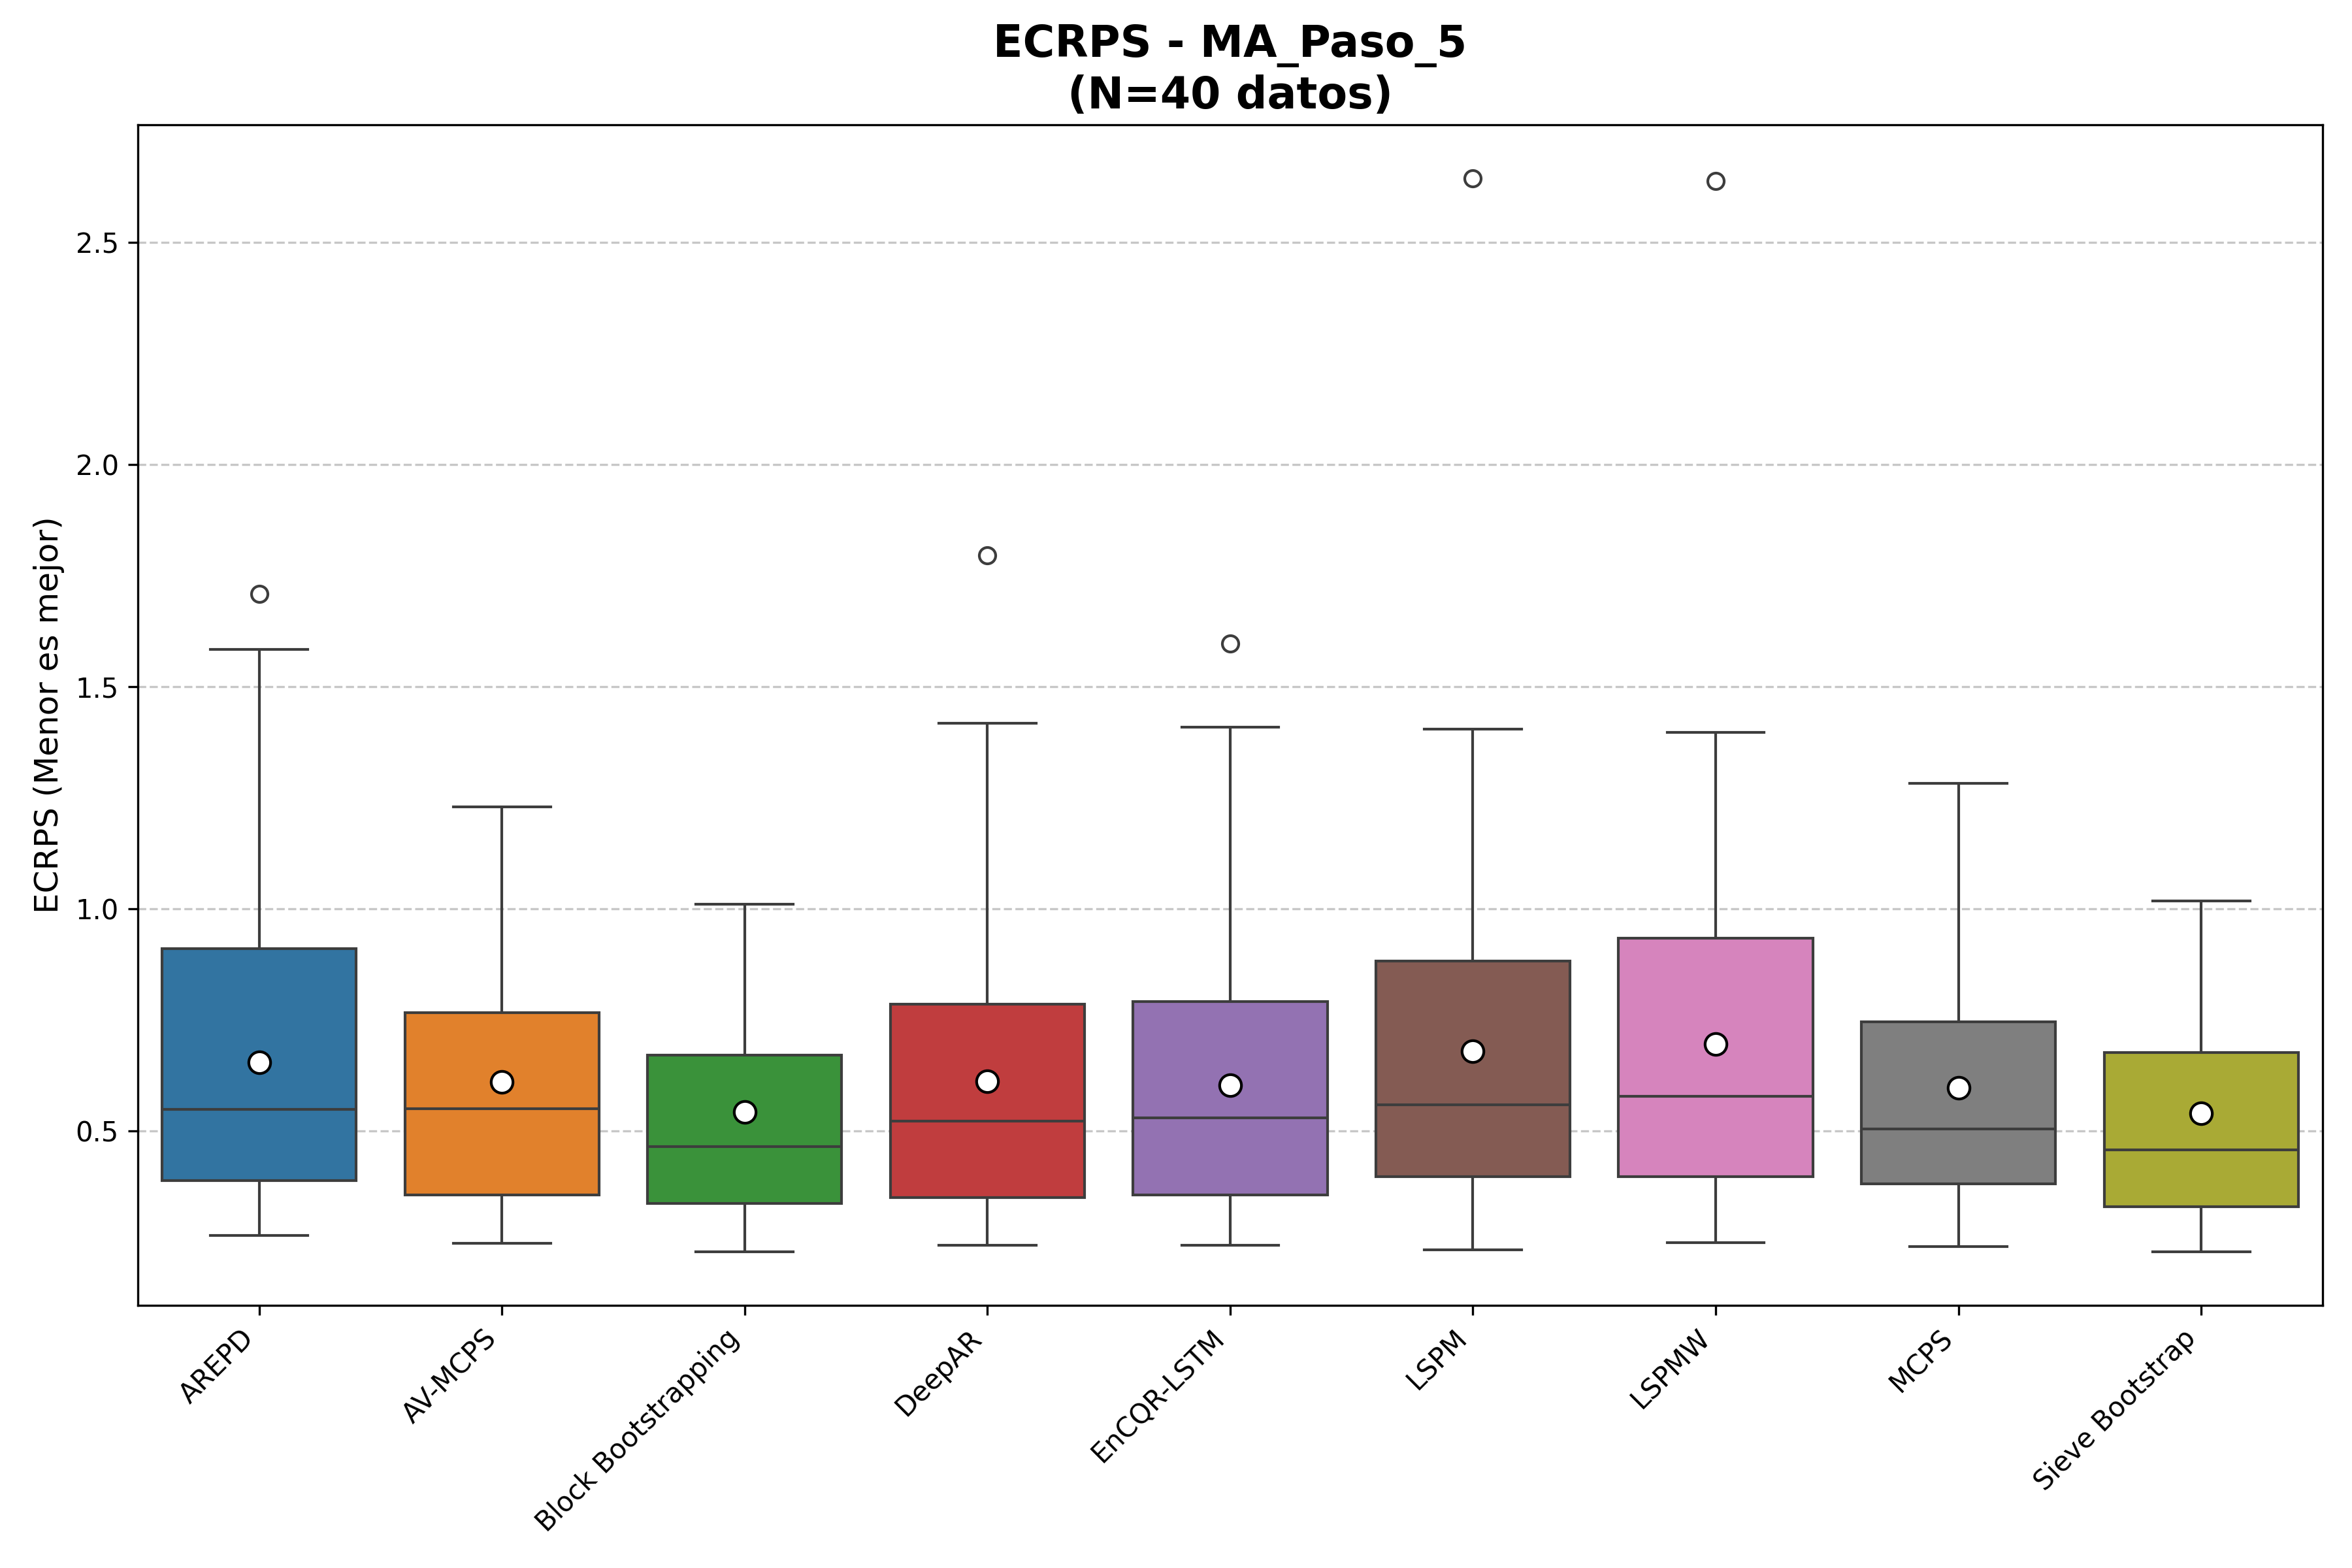 ECRPS - MA_Paso_5
(N=40 datos)
ECRPS (Menor es mejor)
2.5
2.0
1.5
1.0
0.5
AREPD
AV-MCPS
Block Bootstrapping
DeepAR
EnCQR-LSTM
LSPM
LSPMW
MCPS
Sieve Bootstrap